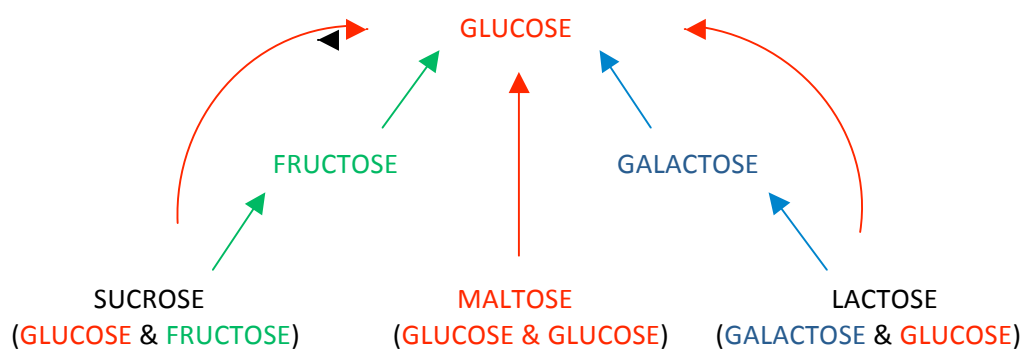 GLUCOSE
FRUCTOSE
GALACTOSE
SUCROSE
(GLUCOSE & FRUCTOSE)
MALTOSE
(GLUCOSE & GLUCOSE)
LACTOSE
(GALACTOSE & GLUCOSE)